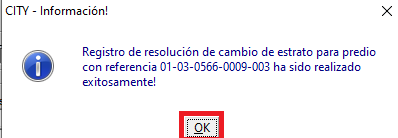 CITY - Información!
Registro de resolución de cambio de estrato para predio
con referencia 01-03-0566-0009-003 ha sido realizado
exitosamente!
OK